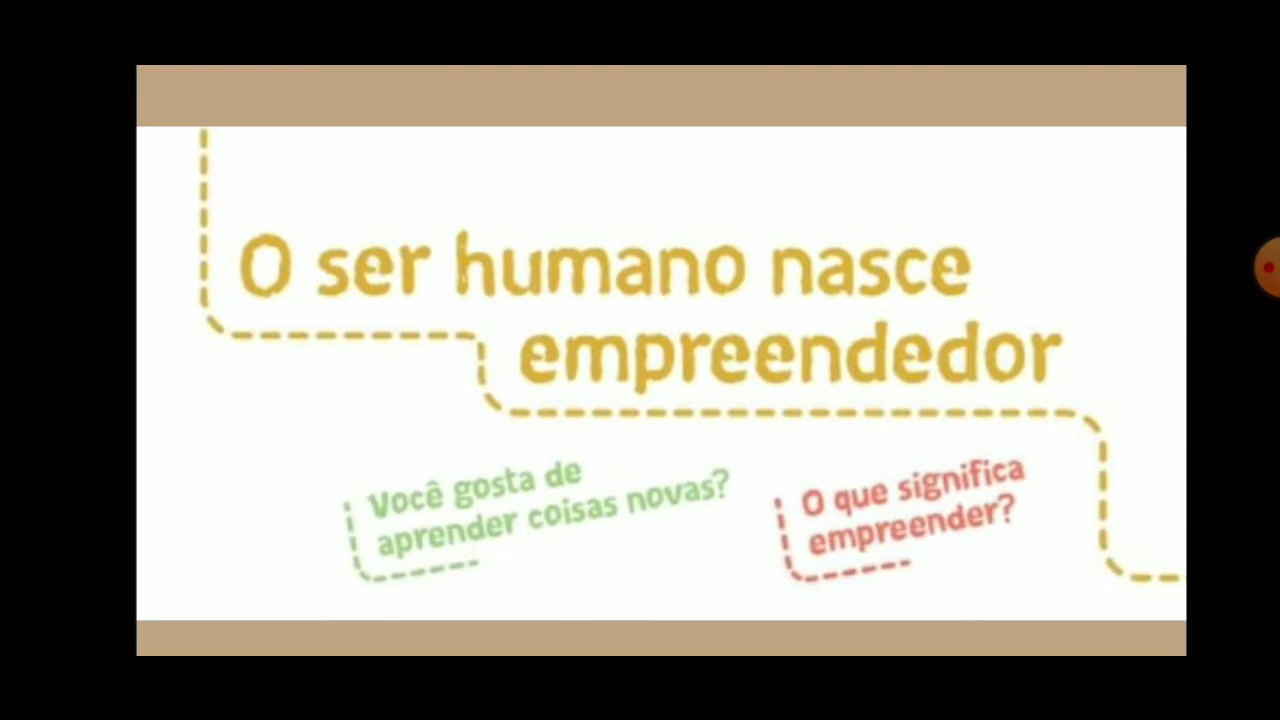 O ser humano nasce
empreendedor
Você gosta de
aprender coisas novas?
O que significa
empreender?